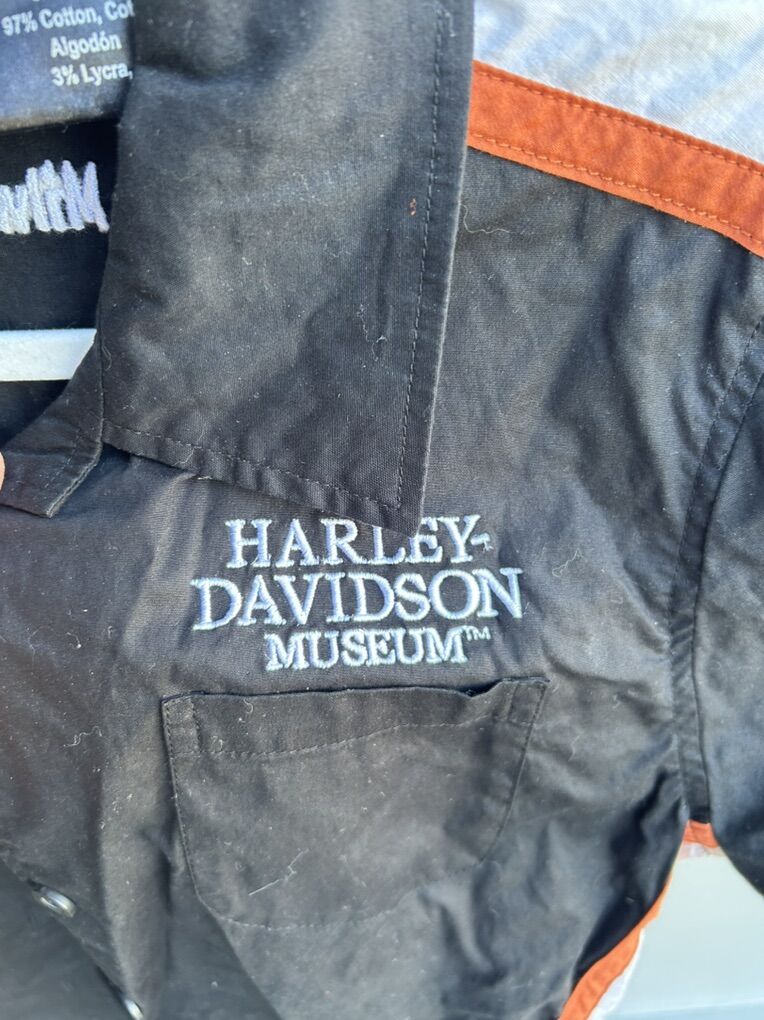 97% Cotton, Co
Algodón
3% Lycra,
HARLEY-
DAVIDSON
MUSEUM™